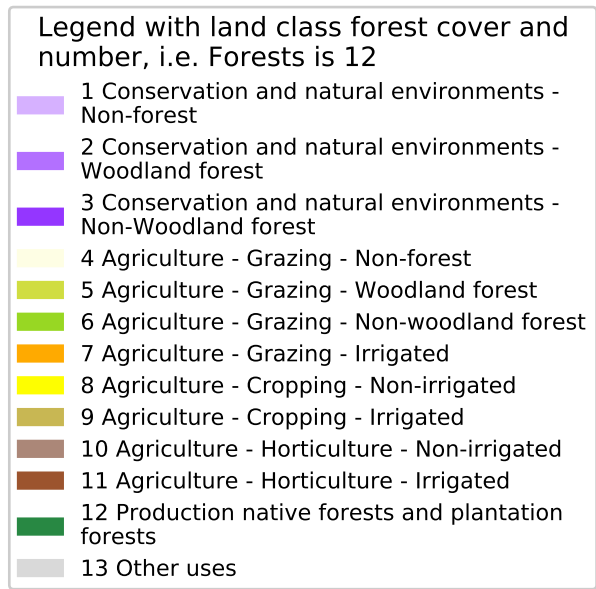 Legend with land class forest cover and
number, i.e. Forests is 12
1 Conservation and natural environments -
Non-forest
2 Conservation and natural environments -
Woodland forest
3 Conservation and natural environments -
Non-Woodland forest
4 Agriculture - Grazing - Non-forest
5 Agriculture - Grazing - Woodland forest
6 Agriculture - Grazing - Non-woodland forest
7 Agriculture - Grazing - Irrigated
8 Agriculture - Cropping - Non-irrigated
9 Agriculture - Cropping - Irrigated
10 Agriculture - Horticulture - Non-irrigated
11 Agriculture - Horticulture - Irrigated
12 Production native forests and plantation
forests
13 Other uses